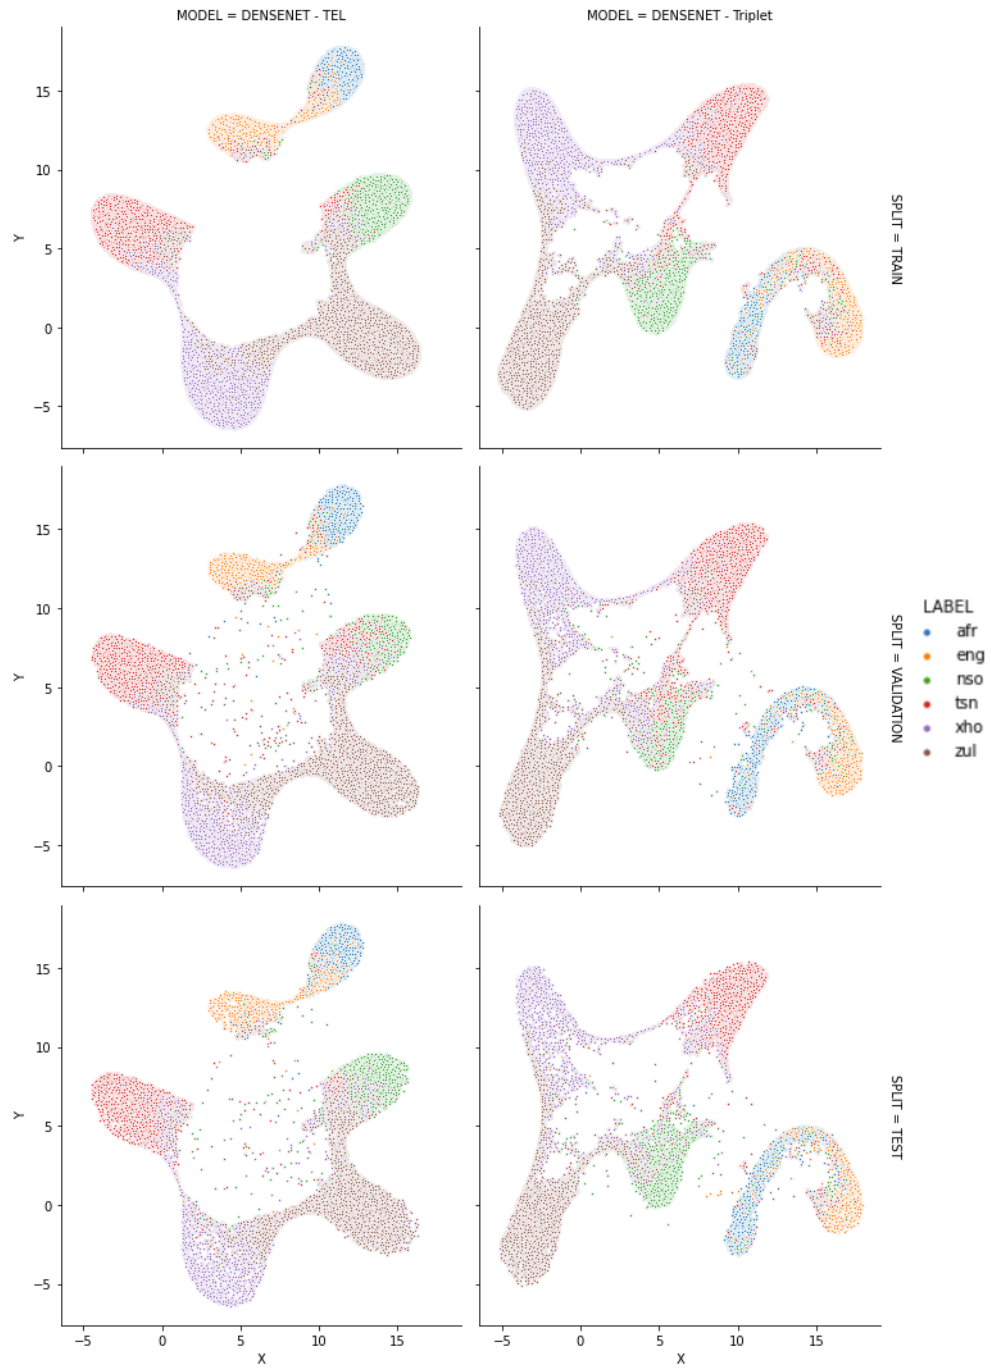 MODEL = DENSENET - TEL
MODEL = DENSENET - Triplet
15
10
5
0
−5
Y
SPLIT = TRAIN
15
10
5
0
−5
Y
SPLIT = VALIDATION
LABEL
afr
eng
nso
tsn
xho
zul
15
10
5
0
−5
Y
SPLIT = TEST
−5 0 5 10 15
X
−5 0 5 10 15
X